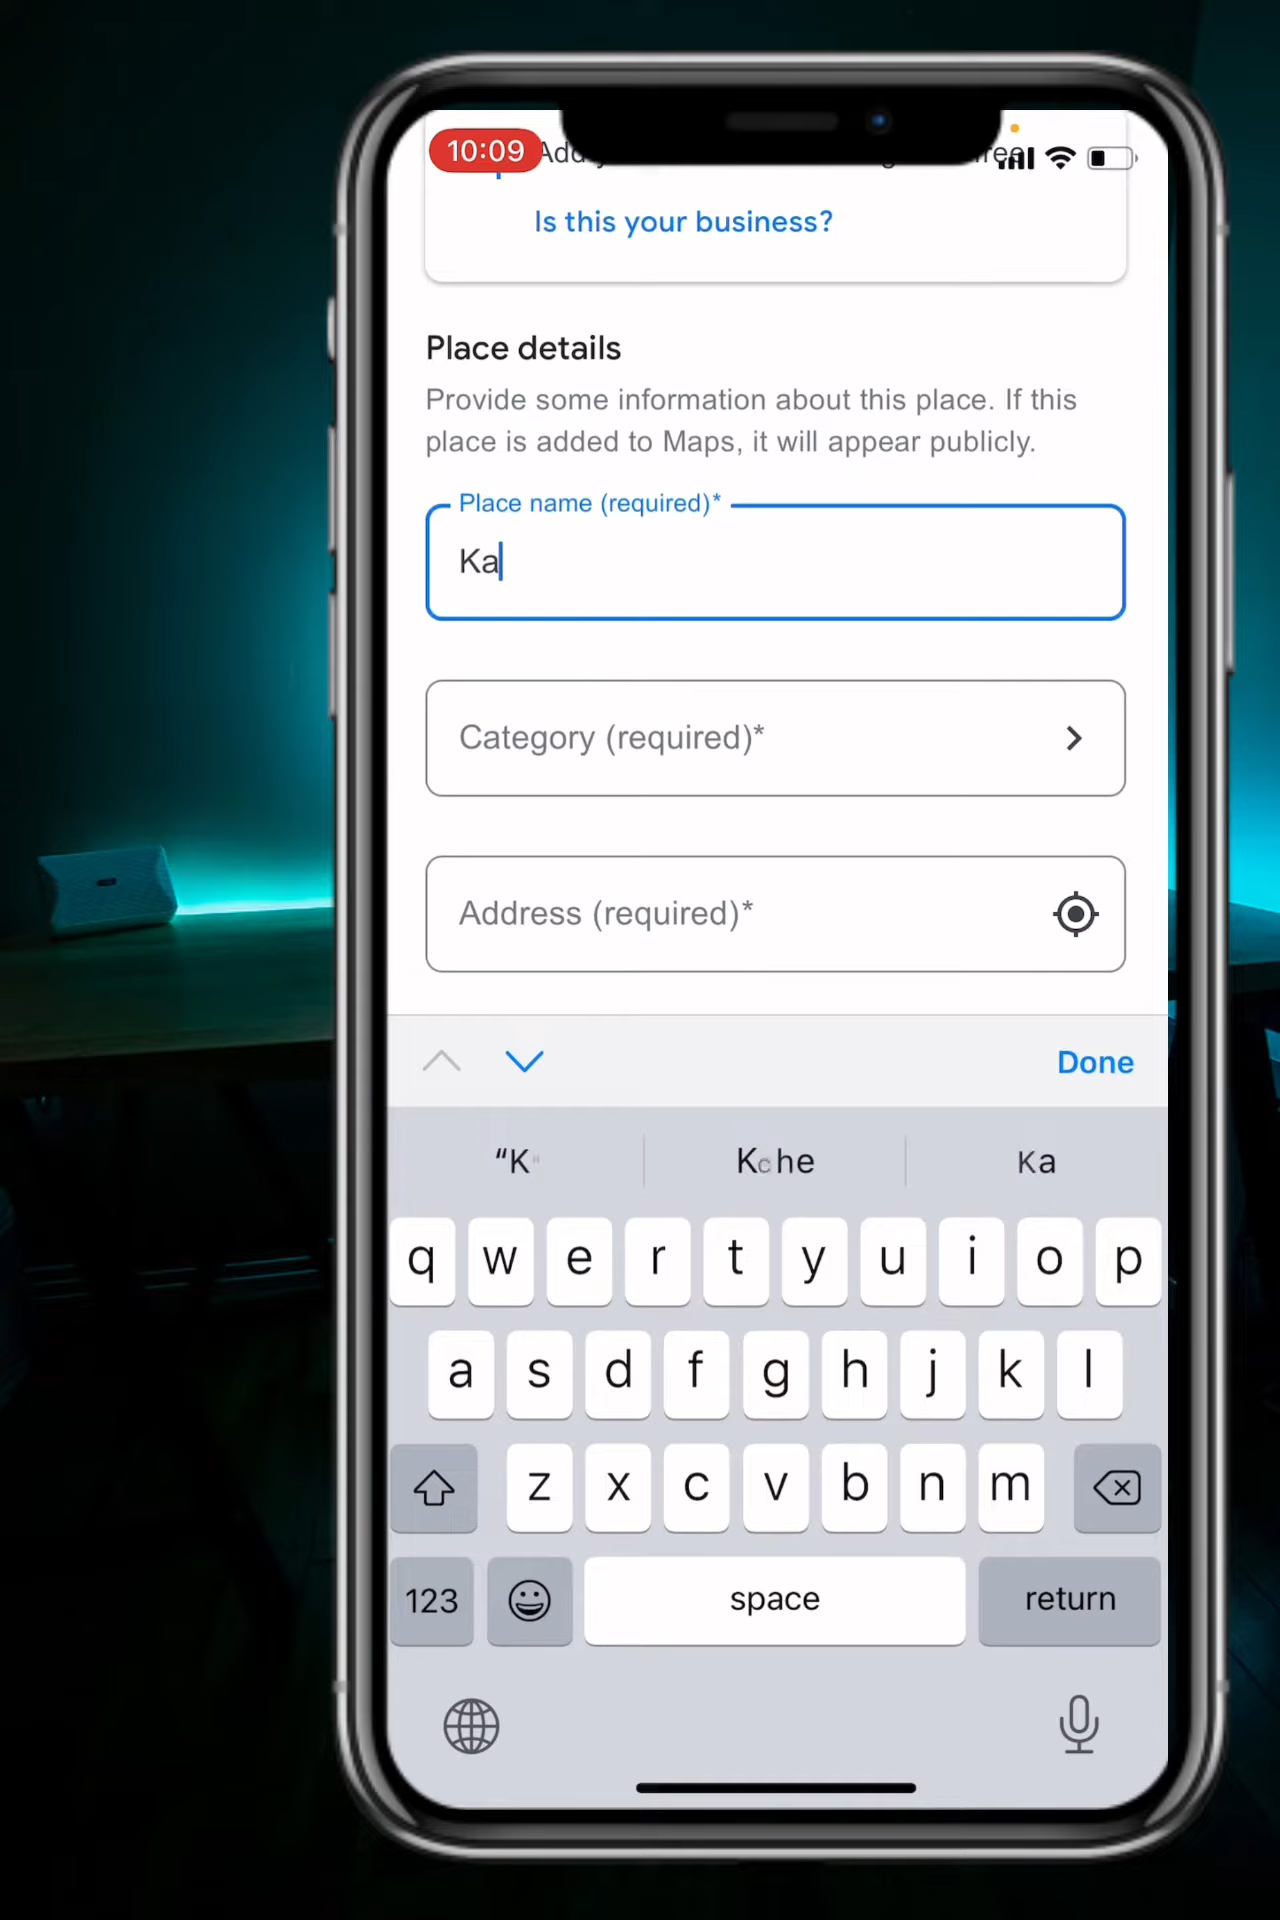 10:09
Add
Is this your business?
Place details
Provide some information about this place. If this
place is added to Maps, it will appear publicly.
Place name (required)*
Ka
Category (required)*
Address (required)*
Done
“K” Kche Ka
q w e r t y u i o p
a s d f g h j k l
z x c v b n m
123 space return